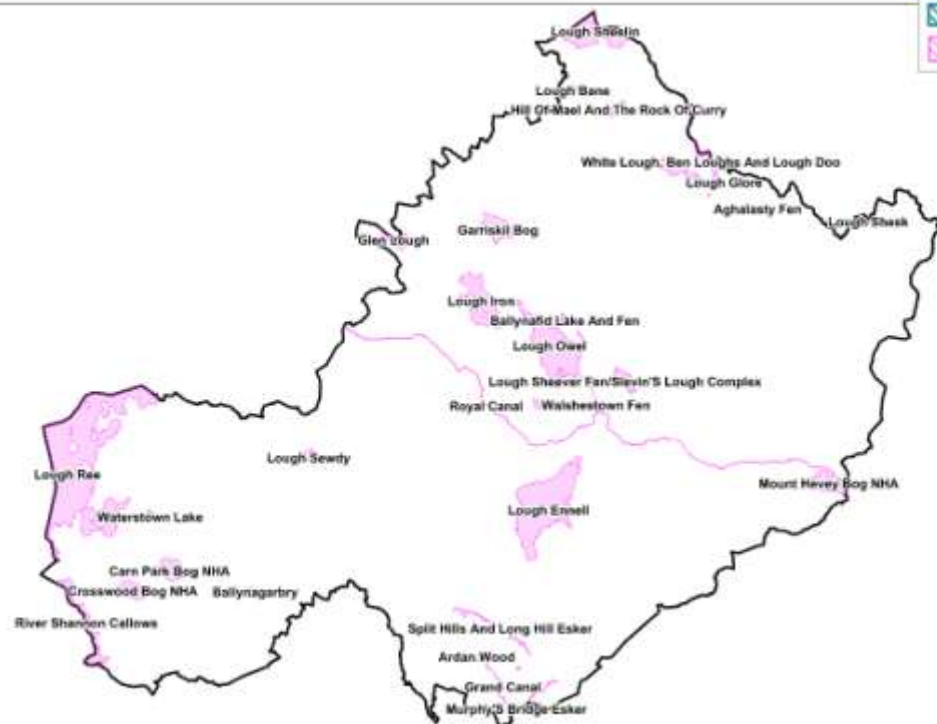 Lough Sheelin
Lough Bane
Hill Of Mael And The Rock Of Curry
White Lough, Ben Loughs And Lough Doo
Lough Glore
Aghalasty Fen
Lough Shesk
Glen Lough
Garriskil Bog
Lough Iron
Ballynafid Lake And Fen
Lough Owel
Lough Sheever Fen/Slevin'S Lough Complex
Royal Canal
Walshestown Fen
Lough Sewdy
Lough Ree
Mount Hevey Bog NHA
Lough Ennell
Waterstown Lake
Carn Park Bog NHA
Crosswood Bog NHA
Ballynagarbry
River Shannon Callows
Split Hills And Long Hill Esker
Ardan Wood
Grand Canal
Murphy'S Bridge Esker